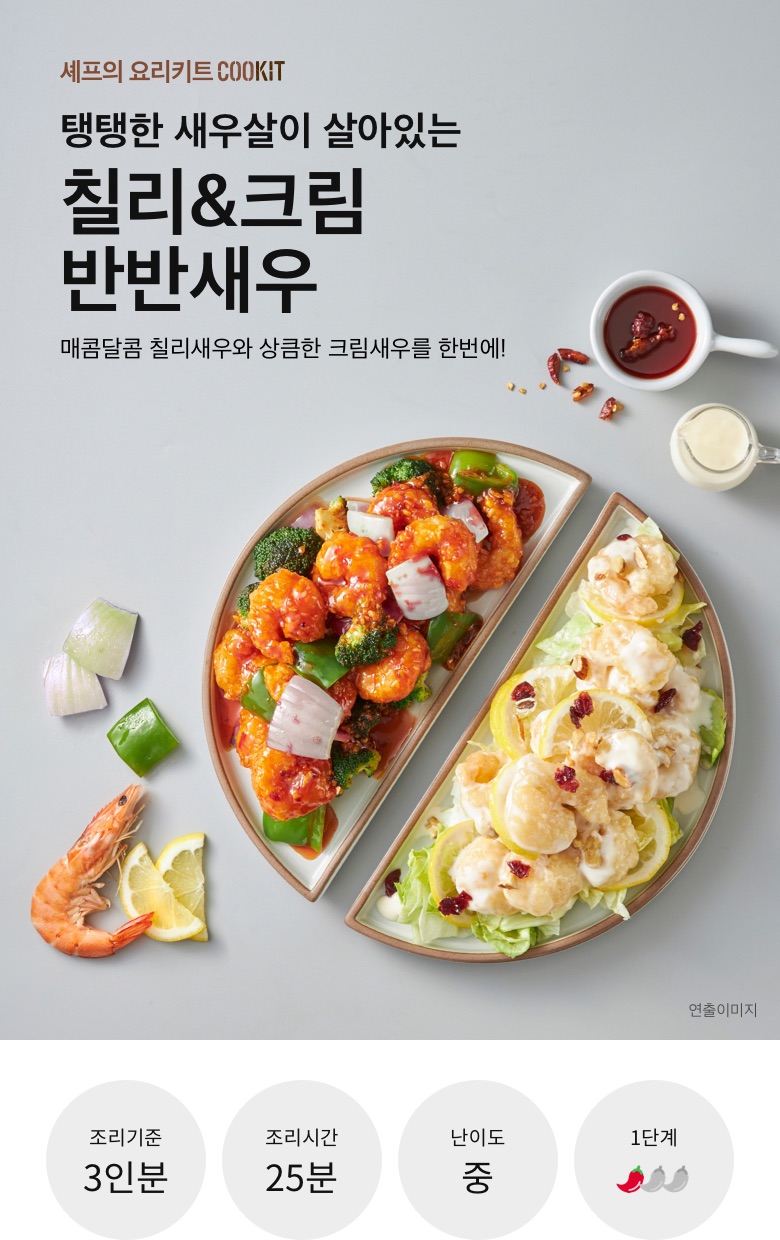 셰프의 요리키트 COOKIT
탱탱한 새우살이 살아있는
칠리&크림
반반새우
매콤달콤 칠리새우와 상큼한 크림새우를 한번에!
연출이미지
조리기준
3인분
조리시간
25분
난이도
중
1단계